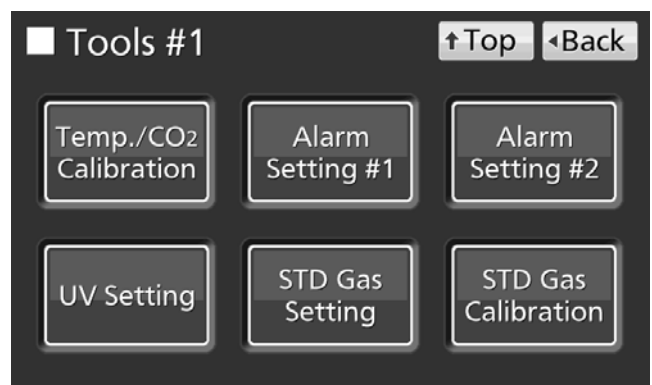 Tools #1
↑Top
◂Back
Temp./CO2
Calibration
Alarm
Setting #1
Alarm
Setting #2
UV Setting
STD Gas
Setting
STD Gas
Calibration